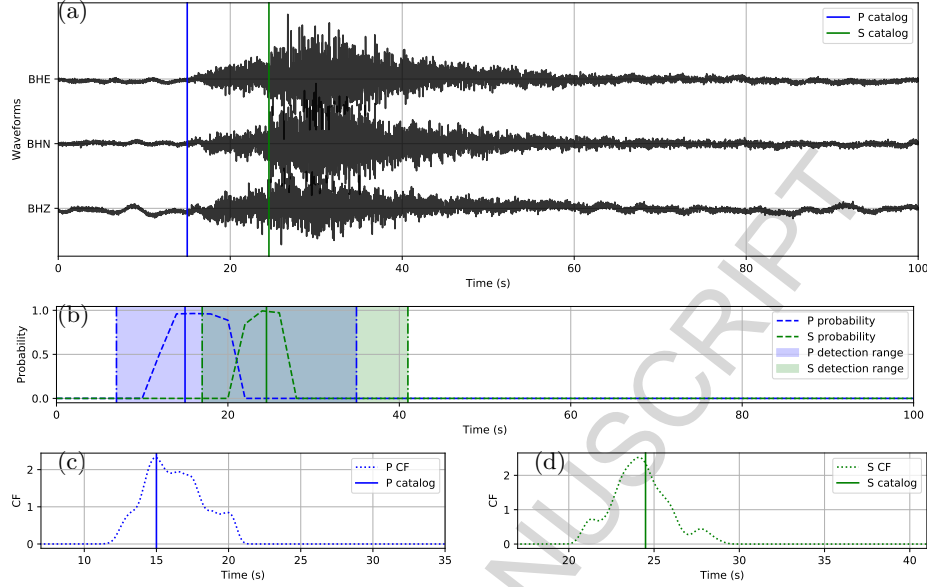 (a)
P catalog
S catalog
BHE
BHN
BHZ
Waveforms
0 20 40 60 80 100
Time (s)
(b)
P probability
S probability
P detection range
S detection range
1.0
0.5
0.0
Probability
0 20 40 60 80 100
Time (s)
(c)
P CF
P catalog
2
1
0
CF
10 15 20 25 30 35
Time (s)
(d)
S CF
S catalog
2
1
0
CF
20 25 30 35 40
Time (s)
NUSCRIPT